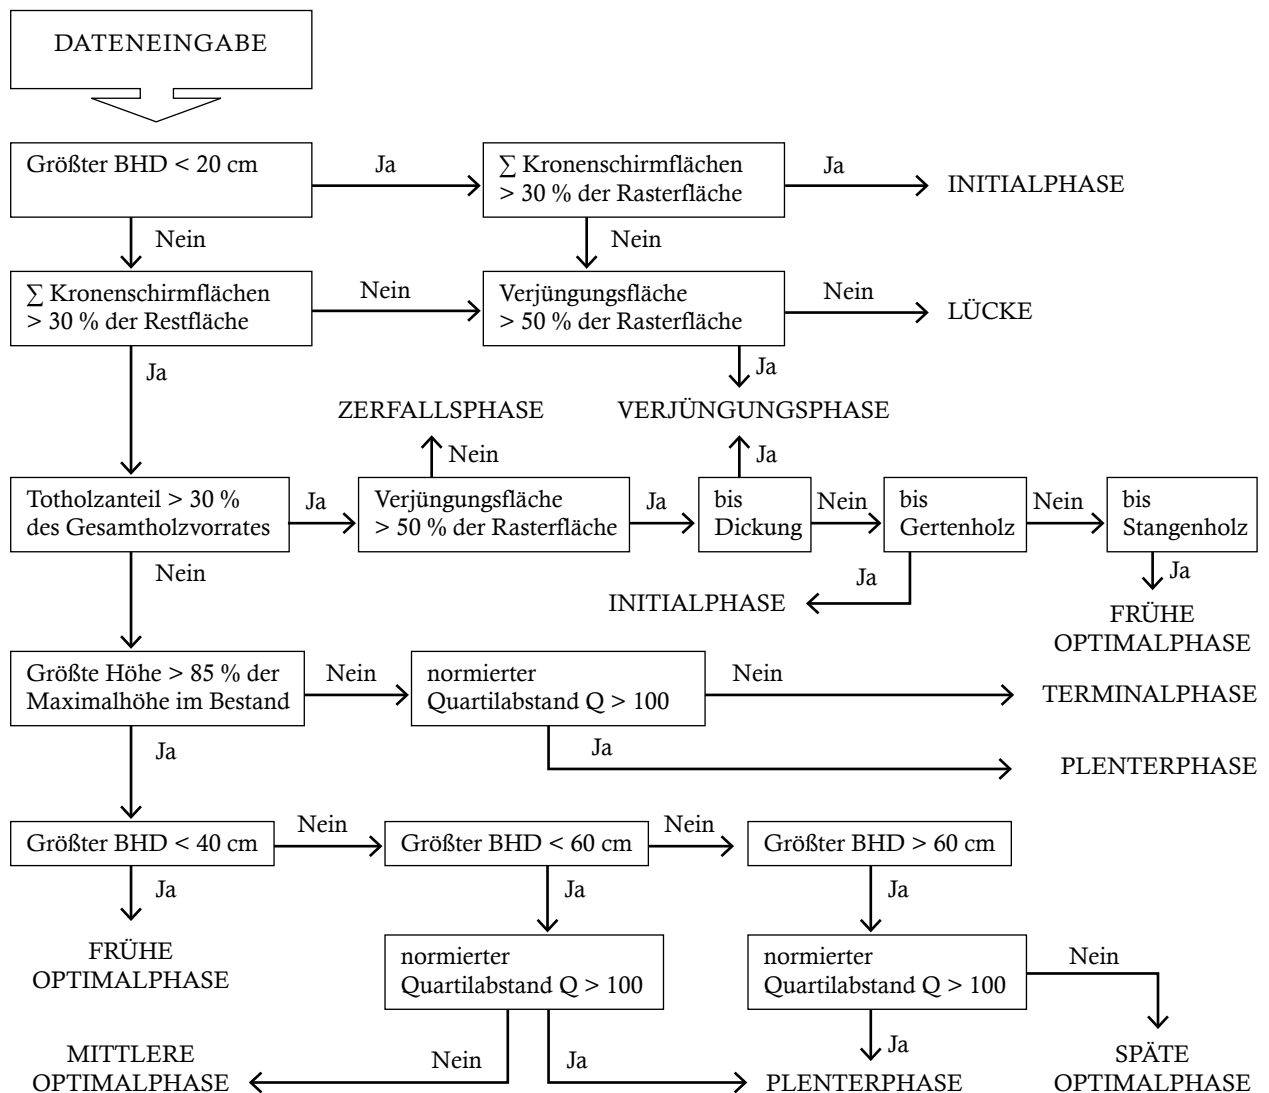 DATENEINGABE
Größter BHD < 20 cm
Ja
∑ Kronenschirmflächen
> 30 % der Rasterfläche
Ja
INITIALPHASE
Nein
Nein
∑ Kronenschirmflächen
> 30 % der Restfläche
Nein
Verjüngungsfläche
> 50 % der Rasterfläche
Nein
LÜCKE
Ja
Ja
ZERFALLSPHASE
VERJÜNGUNGSPHASE
Nein
Ja
Totholzanteil > 30 %
des Gesamtholzvorrates
Ja
Verjüngungsfläche
> 50 % der Rasterfläche
Ja
bis
Dickung
Nein
bis
Gertenholz
Nein
bis
Stangenholz
Nein
Ja
Ja
INITIALPHASE
FRÜHE
OPTIMALPHASE
Größte Höhe > 85 % der
Maximalhöhe im Bestand
Nein
normierter
Quartilabstand Q > 100
Nein
TERMINALPHASE
Ja
Ja
PLENTERPHASE
Größter BHD < 40 cm
Nein
Größter BHD < 60 cm
Nein
Größter BHD > 60 cm
Ja
Ja
Ja
FRÜHE
OPTIMALPHASE
normierter
Quartilabstand Q > 100
normierter
Quartilabstand Q > 100
Nein
MITTLERE
OPTIMALPHASE
Nein
Ja
Ja
PLENTERPHASE
SPÄTE
OPTIMALPHASE